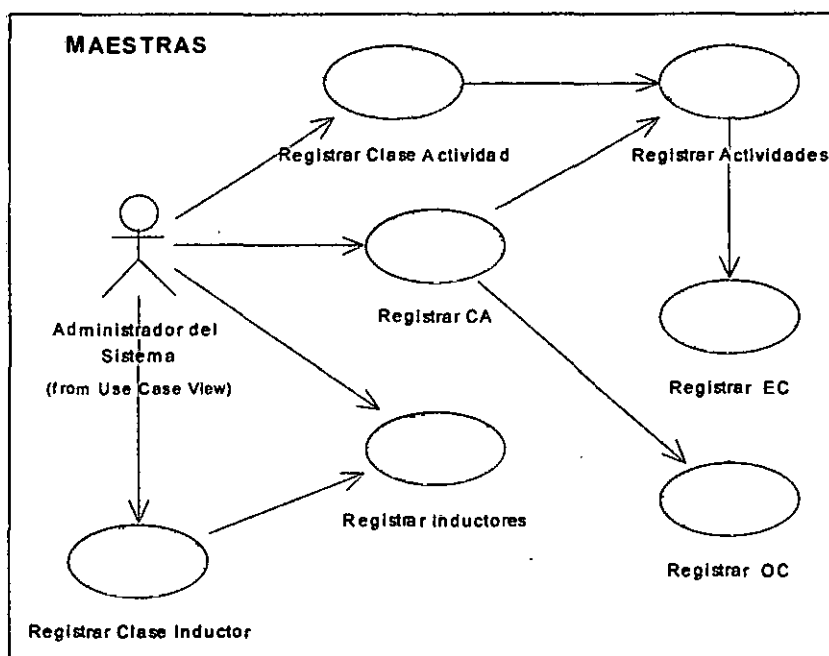 MAESTRAS
Registrar Clase Actividad
Registrar Actividades
Registrar CA
Administrador del
Sistema
(from Use Case View)
Registrar EC
Registrar Inductores
Registrar OC
Registrar Clase Inductor